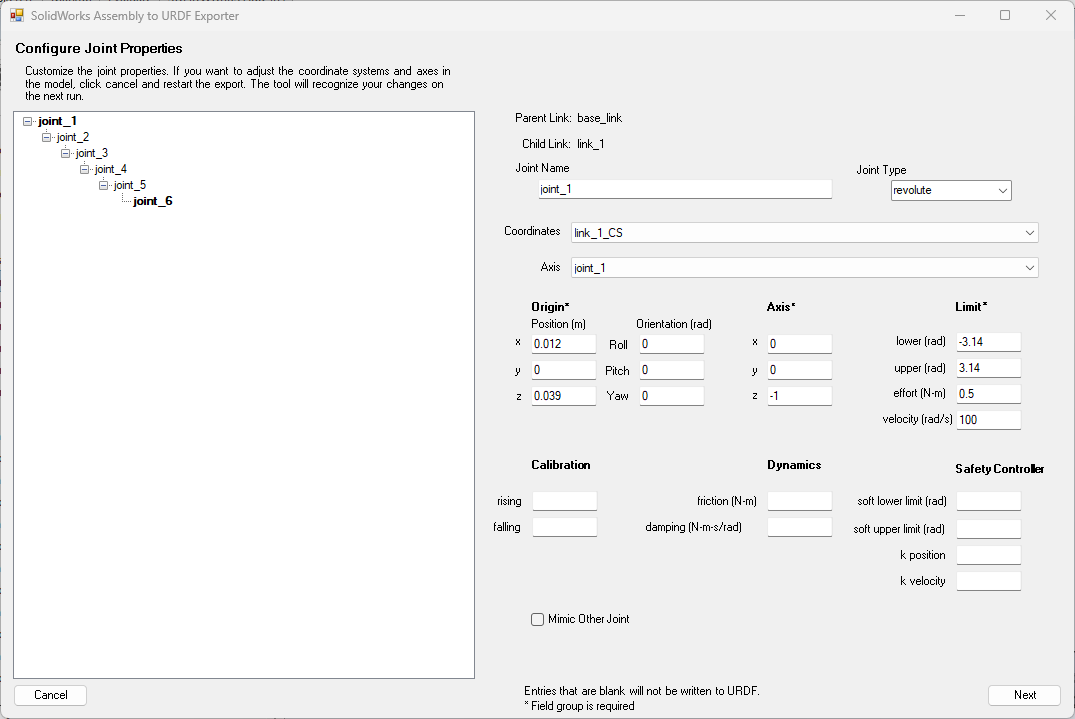 SolidWorks Assembly to URDF Exporter
Configure Joint Properties
Customize the joint properties. If you want to adjust the coordinate systems and axes in
the model, click cancel and restart the export. The tool will recognize your changes on
the next run.
joint_1
joint_2
joint_3
joint_4
joint_5
joint_6
Parent Link: base_link
Child Link: link_1
Joint Name
joint_1
Joint Type
revolute
Coordinates link_1_CS
Axis joint_1
Origin*
Position (m) Orientation (rad)
x 0.012 Roll 0
y 0 Pitch 0
z 0.039 Yaw 0
Axis*
x 0
y 0
z -1
Limit*
lower (rad) -3.14
upper (rad) 3.14
effort (N-m) 0.5
velocity (rad/s) 100
Calibration
rising
falling
Dynamics
friction (N-m)
damping (N-m-s/rad)
Safety Controller
soft lower limit (rad)
soft upper limit (rad)
k position
k velocity
Mimic Other Joint
Entries that are blank will not be written to URDF.
* Field group is required
Cancel
Next